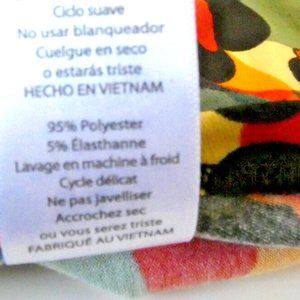 Ciclo suave
No usar blanqueador
Cuelgue en seco
o estarás triste
HECHO EN VIETNAM
95% Polyester
5% Élasthanne
Lavage en machine à froid
Cycle délicat
Ne pas javelliser
Accrochez sec
ou vous serez triste
FABRIQUÉ AU VIETNAM